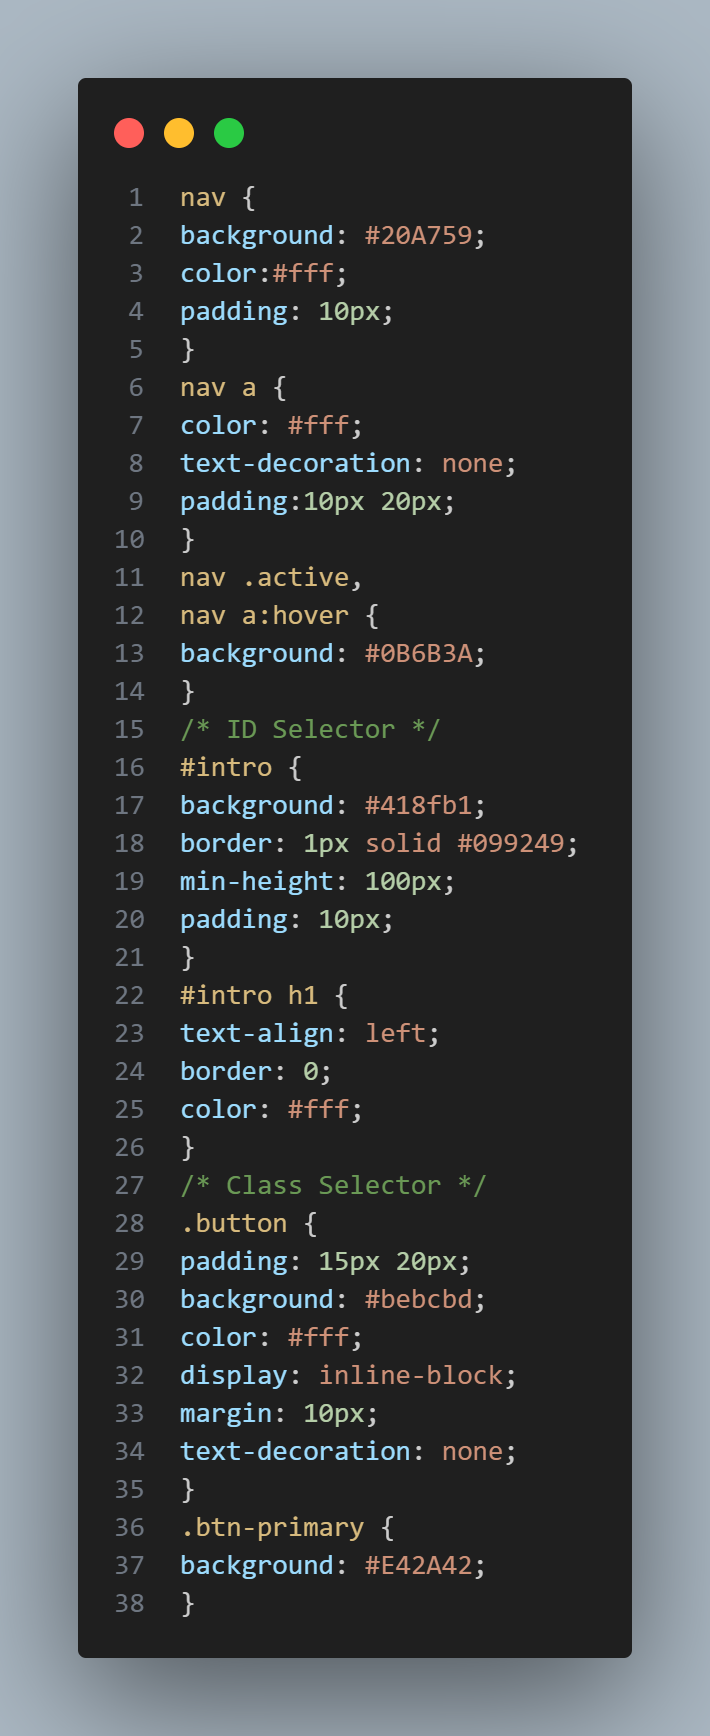 1 nav {
2 background: #20A759;
3 color:#fff;
4 padding: 10px;
5 }
6 nav a {
7 color: #fff;
8 text-decoration: none;
9 padding:10px 20px;
10 }
11 nav .active,
12 nav a:hover {
13 background: #0B6B3A;
14 }
15 /* ID Selector */
16 #intro {
17 background: #418fb1;
18 border: 1px solid #099249;
19 min-height: 100px;
20 padding: 10px;
21 }
22 #intro h1 {
23 text-align: left;
24 border: 0;
25 color: #fff;
26 }
27 /* Class Selector */
28 .button {
29 padding: 15px 20px;
30 background: #bebcbd;
31 color: #fff;
32 display: inline-block;
33 margin: 10px;
34 text-decoration: none;
35 }
36 .btn-primary {
37 background: #E42A42;
38 }